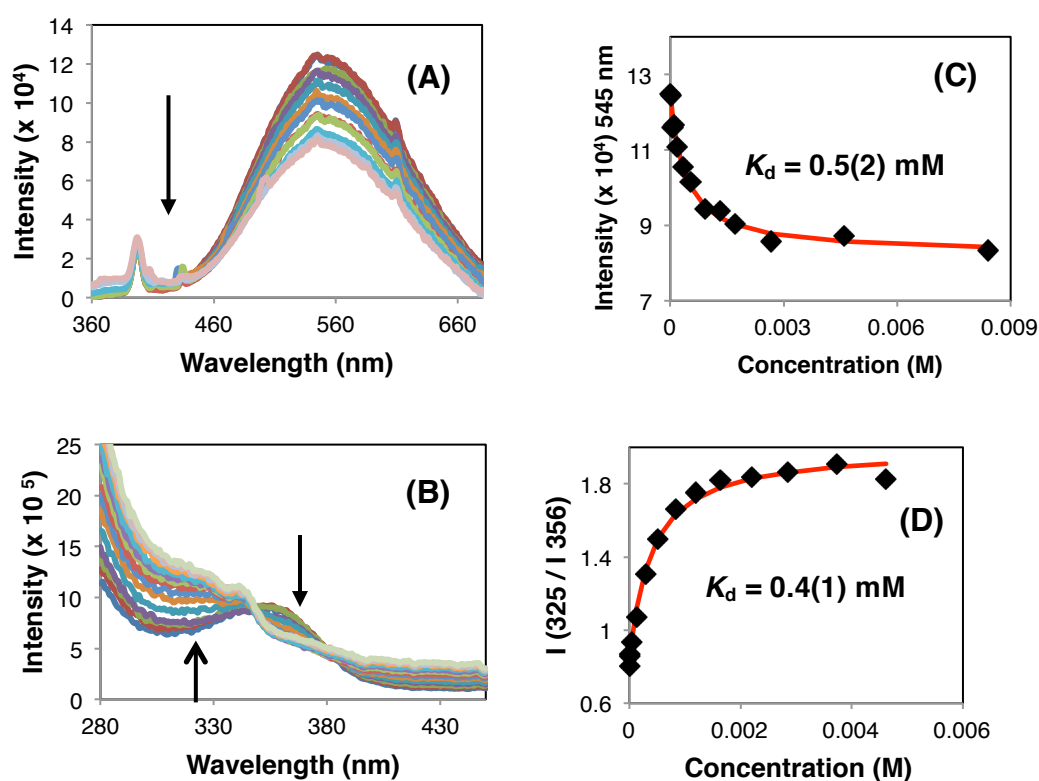 14
12
10
8
6
4
2
0
Intensity (x 10⁴)
(A)
360
460
560
660
Wavelength (nm)
13
11
9
7
Intensity (x 10⁴) 545 nm
(C)
Kd = 0.5(2) mM
0
0.003
0.006
0.009
Concentration (M)
25
20
15
10
5
0
Intensity (x 10 ⁵)
(B)
280
330
380
430
Wavelength (nm)
1.8
1.4
1
0.6
I (325 / I 356)
(D)
Kd = 0.4(1) mM
0
0.002
0.004
0.006
Concentration (M)